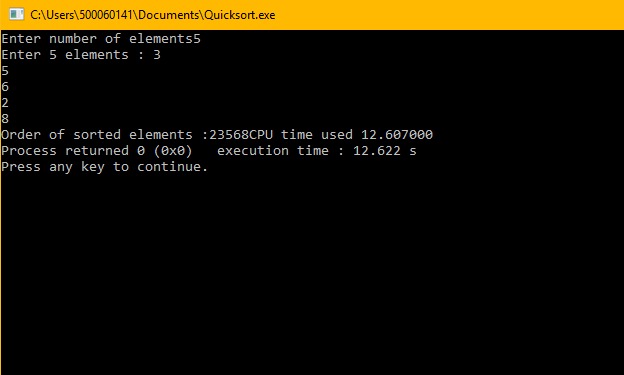 C:\Users\500060141\Documents\Quicksort.exe
Enter number of elements5
Enter 5 elements : 3
5
6
2
8
Order of sorted elements :23568CPU time used 12.607000
Process returned 0 (0x0)   execution time : 12.622 s
Press any key to continue.